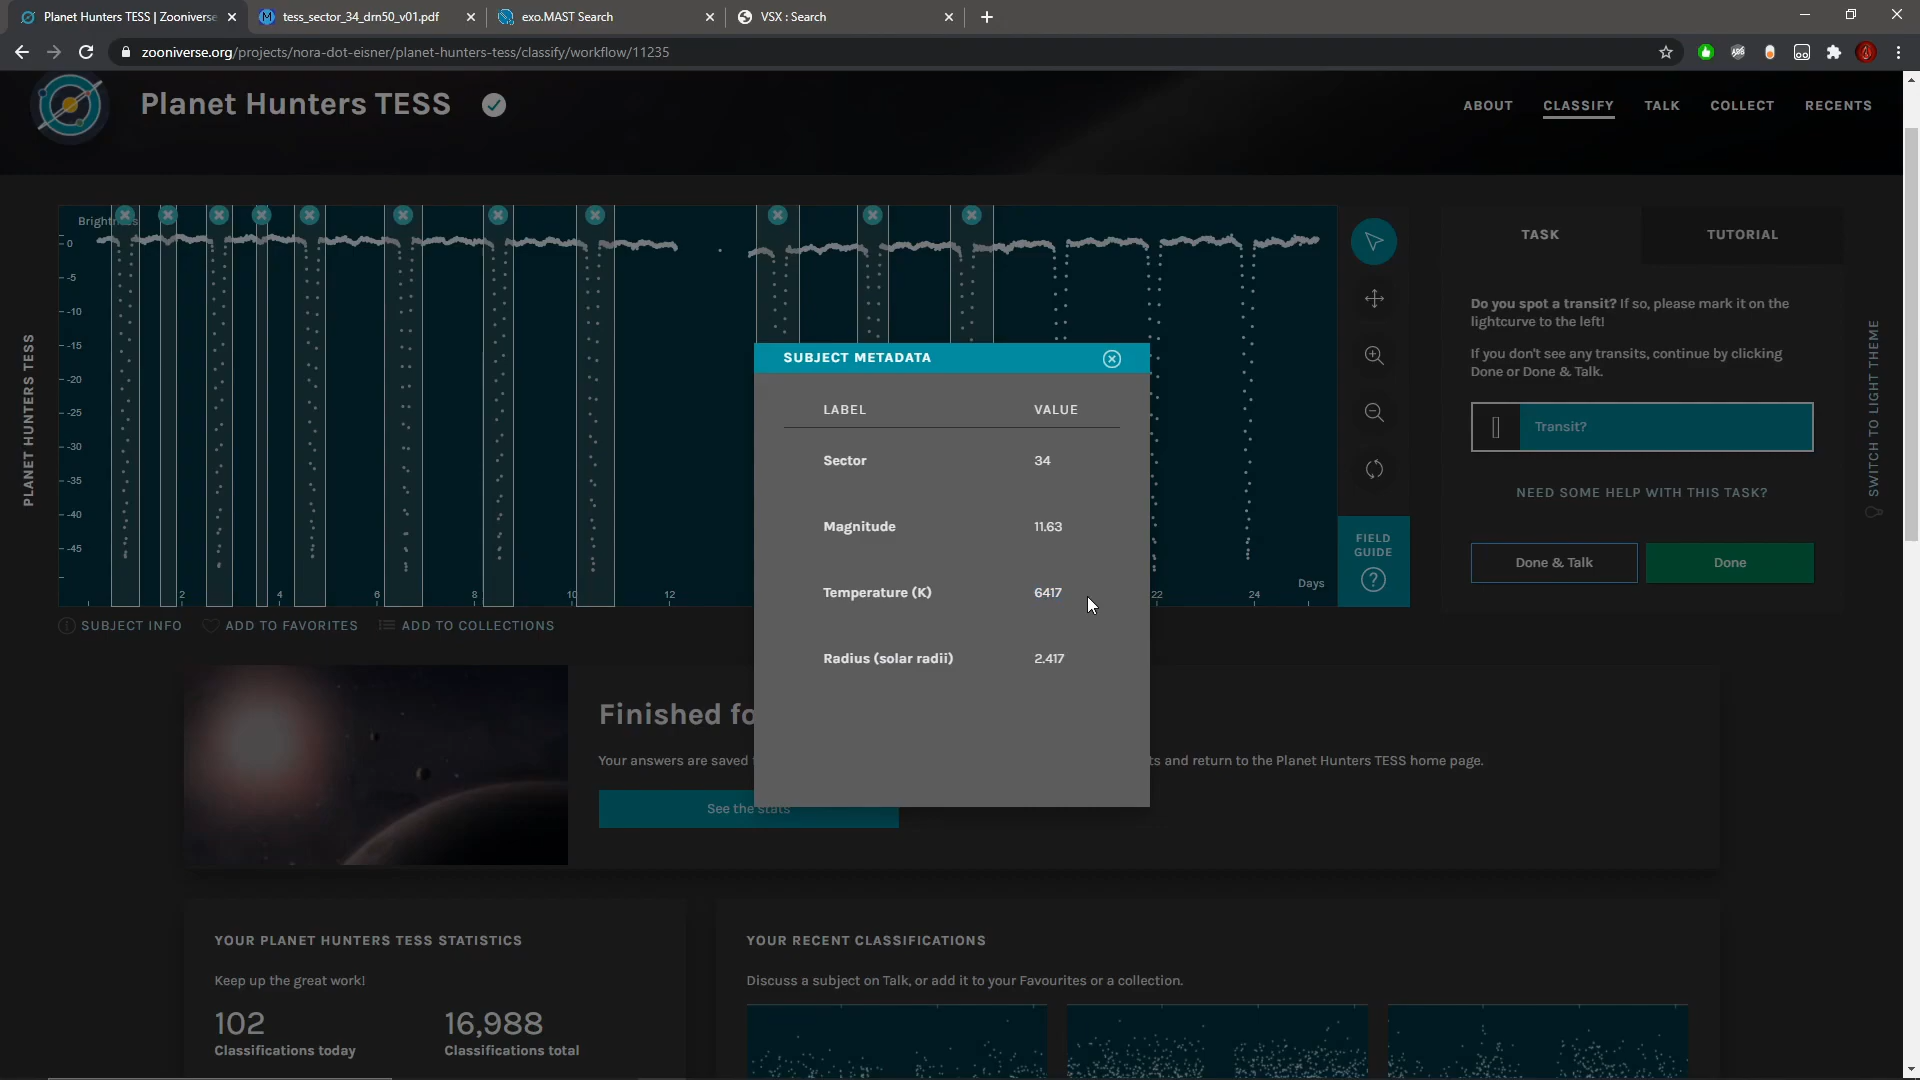 Planet Hunters TESS | Zooniverse
tess_sector_34_drn50_v01.pdf
exo.MAST Search
VSX : Search
zooniverse.org/projects/nora-dot-eisner/planet-hunters-tess/classify/workflow/11235
Planet Hunters TESS
ABOUT CLASSIFY TALK COLLECT RECENTS
PLANET HUNTERS TESS
0
-5
-10
-15
-20
-25
-30
-35
-40
-45
2 4 6 8 10 12 22 24
Days
FIELD
GUIDE
SUBJECT INFO ADD TO FAVORITES ADD TO COLLECTIONS
TASK TUTORIAL
Do you spot a transit? If so, please mark it on the
lightcurve to the left!
If you don't see any transits, continue by clicking
Done or Done & Talk.
Transit?
NEED SOME HELP WITH THIS TASK?
Done & Talk Done
SWITCH TO LIGHT THEME
SUBJECT METADATA
LABEL VALUE
Sector 34
Magnitude 11.63
Temperature (K) 6417
Radius (solar radii) 2.417
Finished
Your answers are saved
and return to the Planet Hunters TESS home page.
See the stats
YOUR PLANET HUNTERS TESS STATISTICS
Keep up the great work!
102 16,988
Classifications today Classifications total
YOUR RECENT CLASSIFICATIONS
Discuss a subject on Talk, or add it to your Favourites or a collection.